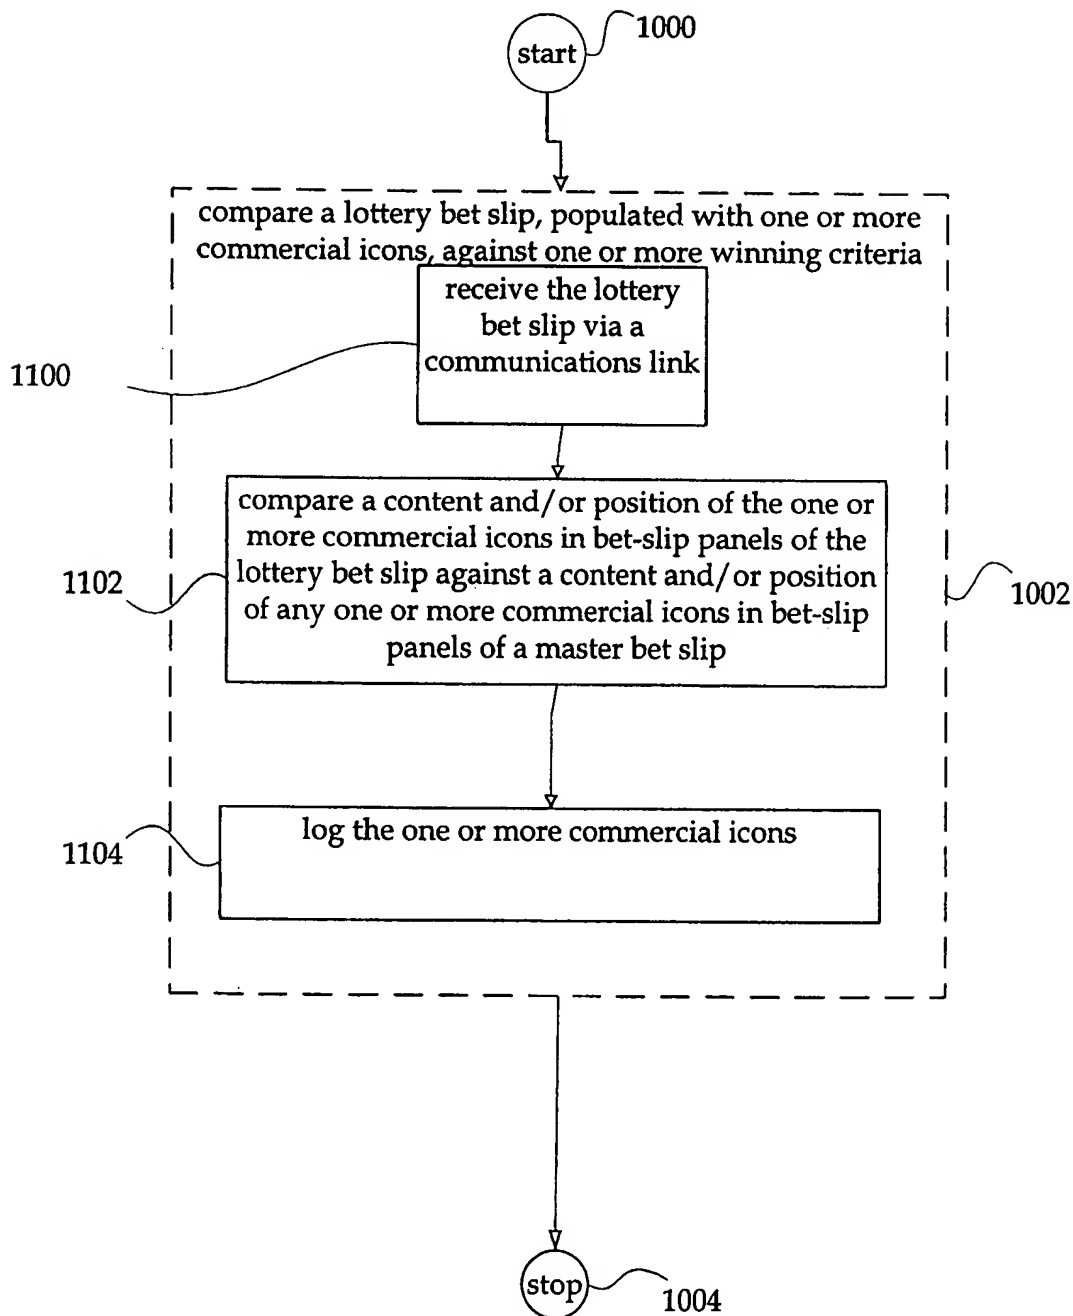 1000
start
compare a lottery bet slip, populated with one or more
commercial icons, against one or more winning criteria
receive the lottery
bet slip via a
communications link
1100
compare a content and/or position of the one or
more commercial icons in bet-slip panels of the
lottery bet slip against a content and/or position
of any one or more commercial icons in bet-slip
panels of a master bet slip
1102
1002
log the one or more commercial icons
1104
stop
1004